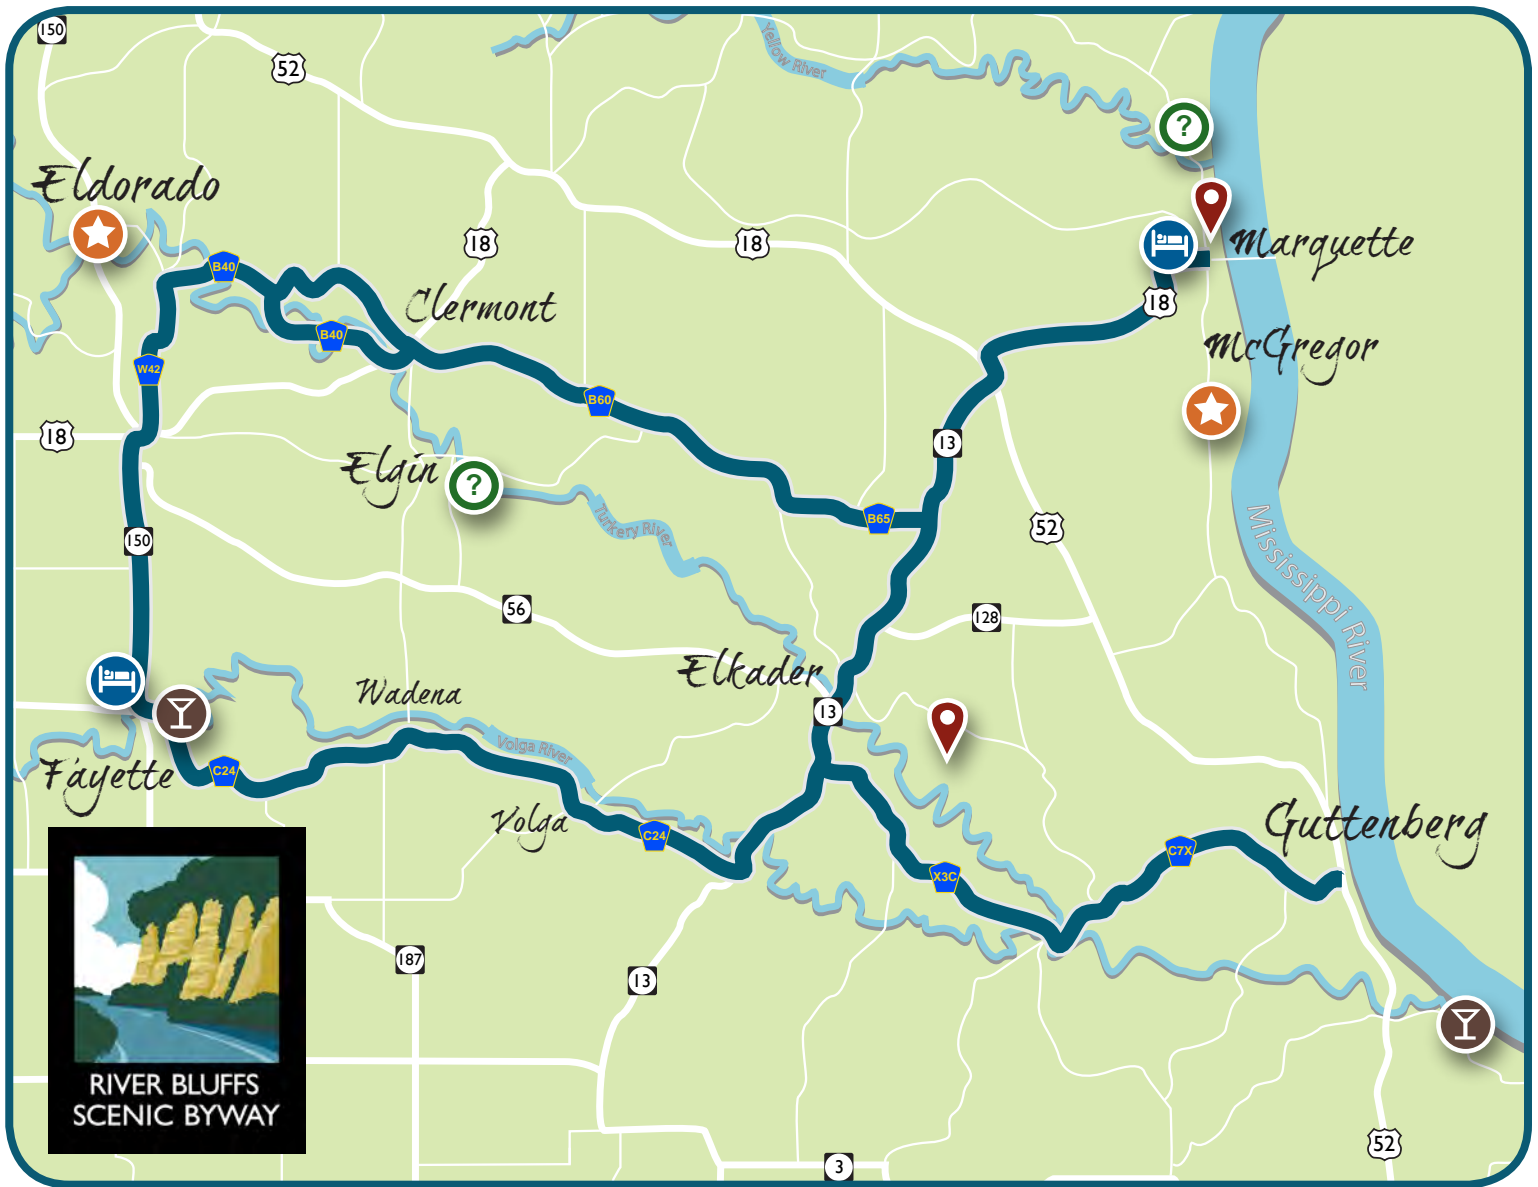 150
52
Yellow River
?
Eldorado
18
18
Marquette
B40
18
Clermont
B40
McGregor
W42
B60
18
13
Elgin
?
B65
Mississippi River
Turkery River
52
150
56
128
Elkader
Wadena
13
Volga River
Fayette
C24
Volga
Guttenberg
C24
C7X
X3C
187
13
RIVER BLUFFS
SCENIC BYWAY
52
3